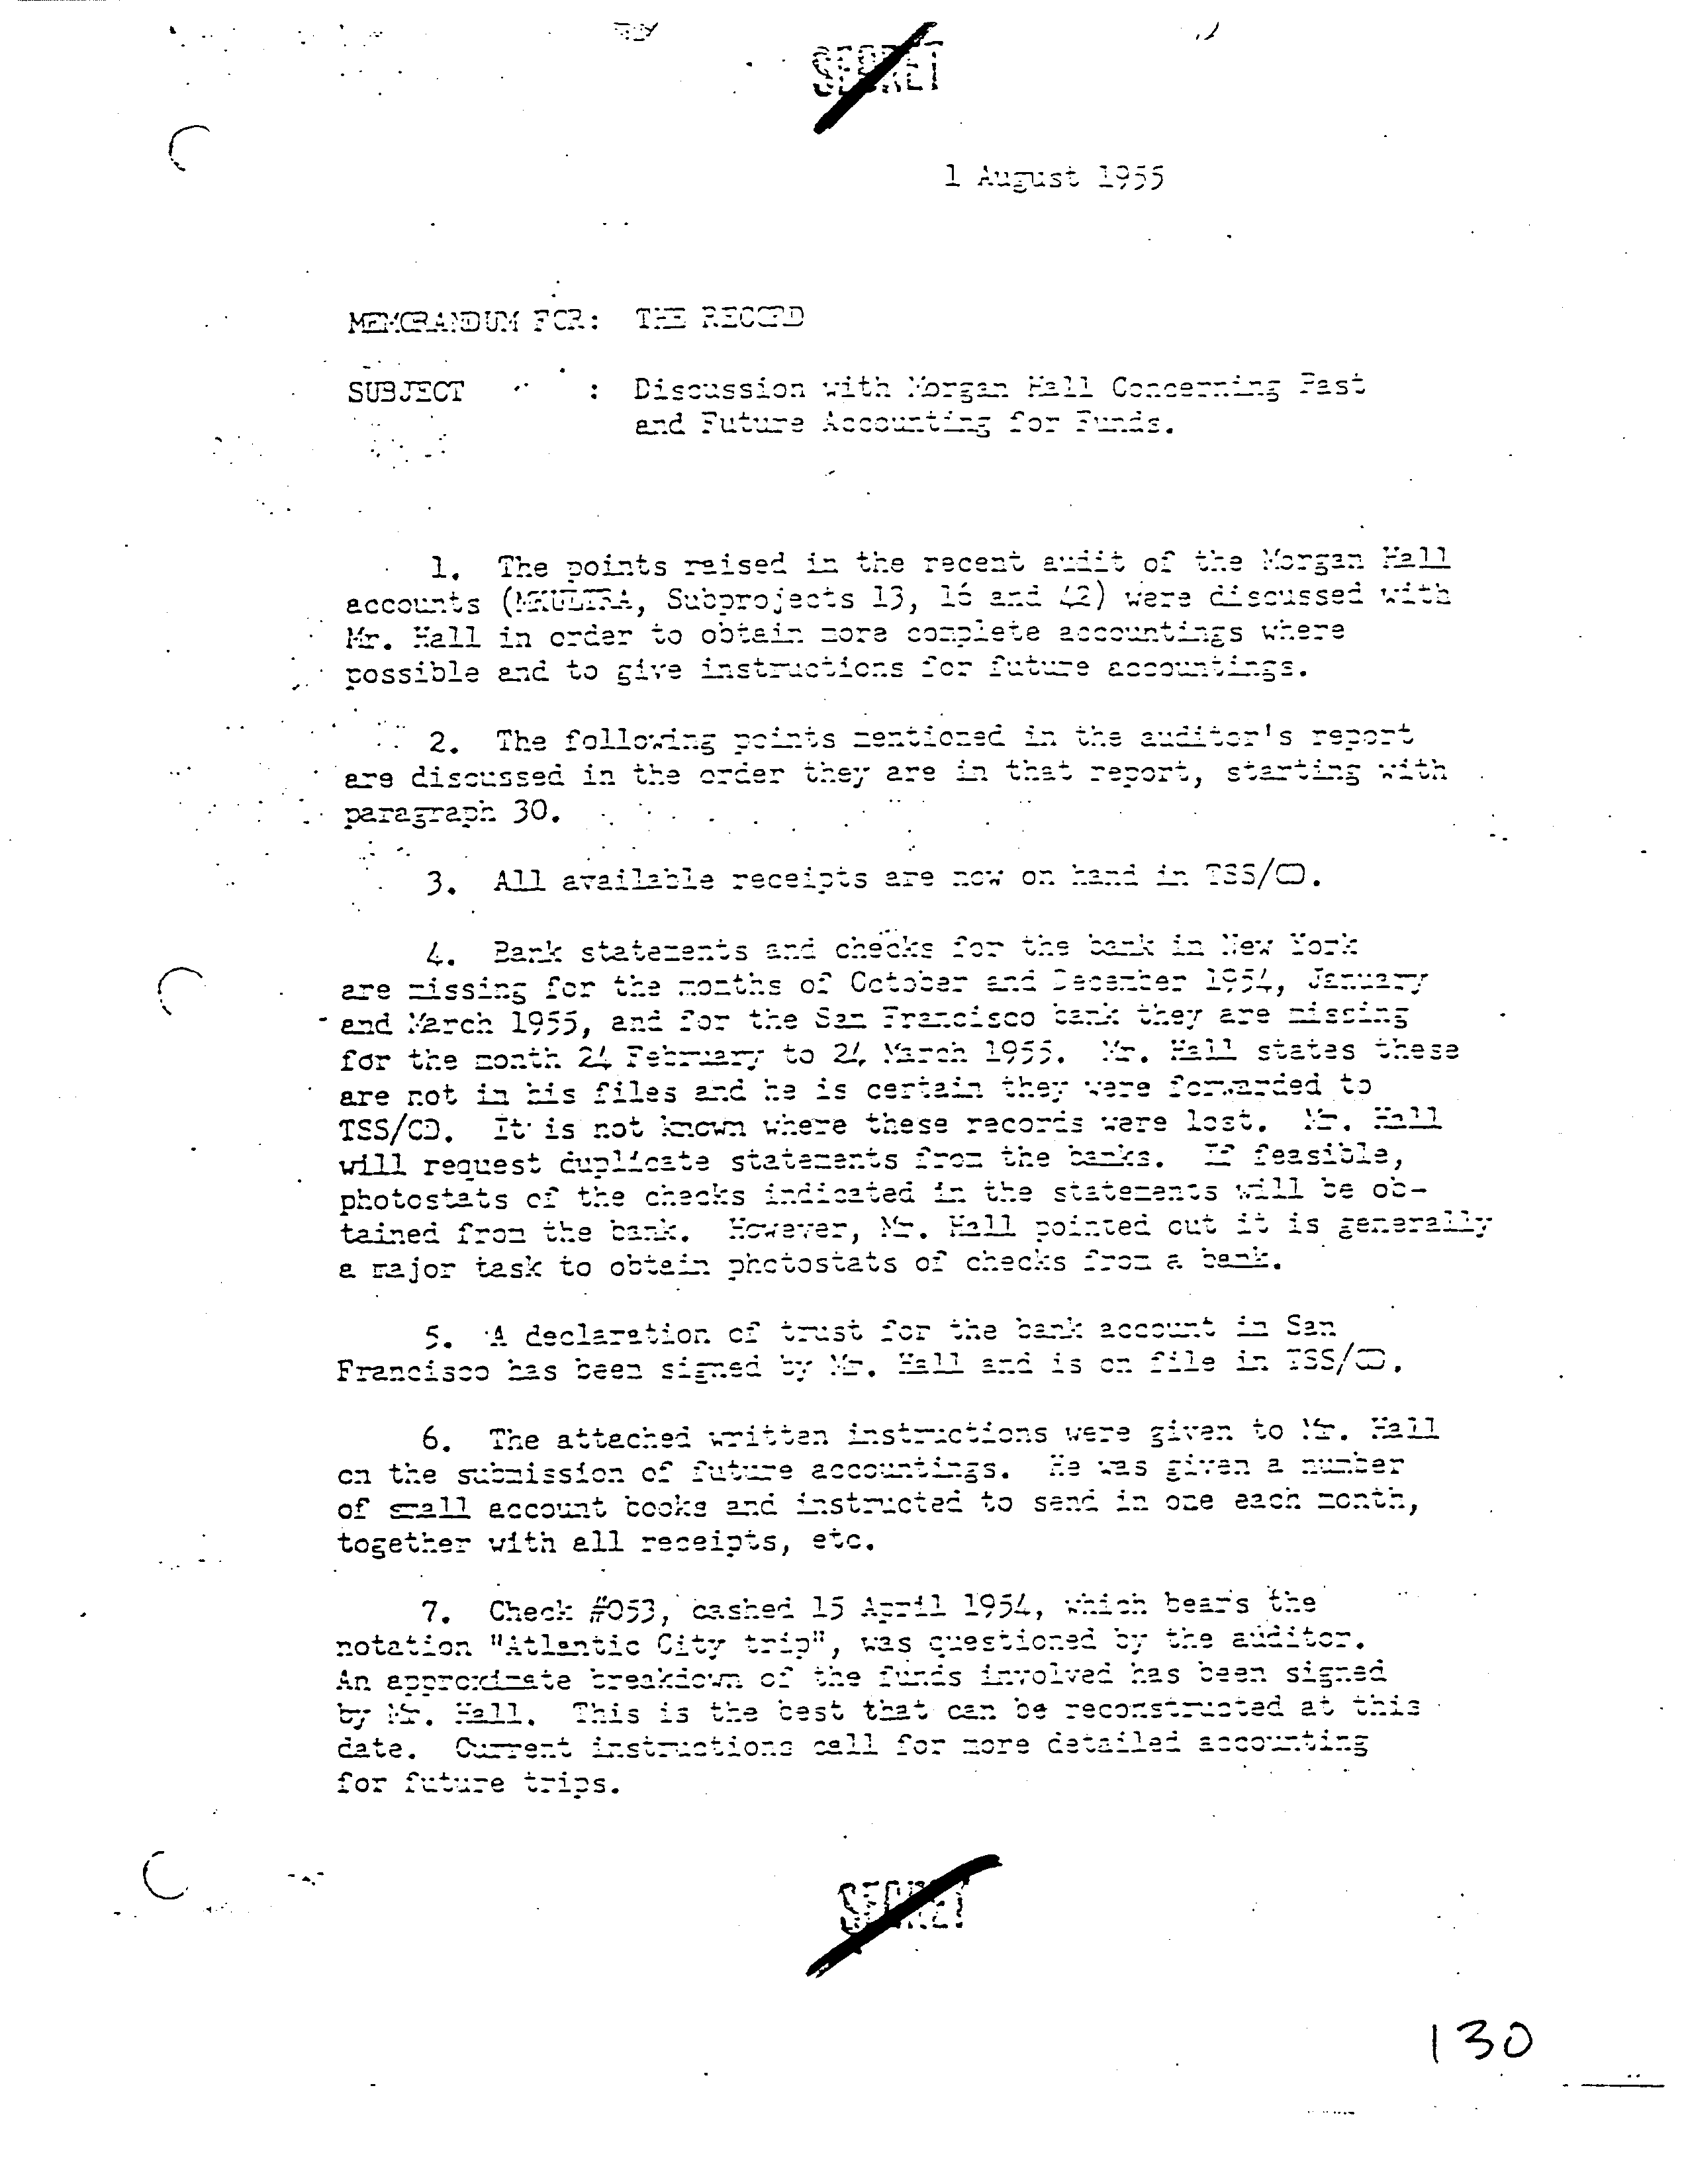 SECRET
1 August 1955
MEMORANDUM FOR: THE RECORD
SUBJECT : Discussion with Morgan Hall Concerning Past
and Future Accounting for Funds.
1. The points raised in the recent audit of the Morgan Hall
accounts (MKULTRA, Subprojects 13, 16 and 42) were discussed with
Mr. Hall in order to obtain more complete accountings where
possible and to give instructions for future accountings.
2. The following points mentioned in the auditor's report
are discussed in the order they are in that report, starting with
paragraph 30.
3. All available receipts are now on hand in TSS/CD.
4. Bank statements and checks for the bank in New York
are missing for the months of October and December 1954, January
and March 1955, and for the San Francisco bank they are missing
for the month 24 February to 24 March 1955. Mr. Hall states these
are not in his files and he is certain they were forwarded to
TSS/CD. It is not known where these records were lost. Mr. Hall
will request duplicate statements from the banks. If feasible,
photostats of the checks indicated in the statements will be ob-
tained from the bank. However, Mr. Hall pointed out it is generally
a major task to obtain photostats of checks from a bank.
5. A declaration of trust for the bank account in San
Francisco has been signed by Mr. Hall and is on file in TSS/CD.
6. The attached written instructions were given to Mr. Hall
on the submission of future accountings. He was given a number
of small account books and instructed to send in one each month,
together with all receipts, etc.
7. Check #053, cashed 15 April 1954, which bears the
notation "Atlantic City trip", was questioned by the auditor.
An approximate breakdown of the funds involved has been signed
by Mr. Hall. This is the best that can be reconstructed at this
date. Current instructions call for more detailed accounting
for future trips.
SECRET
130